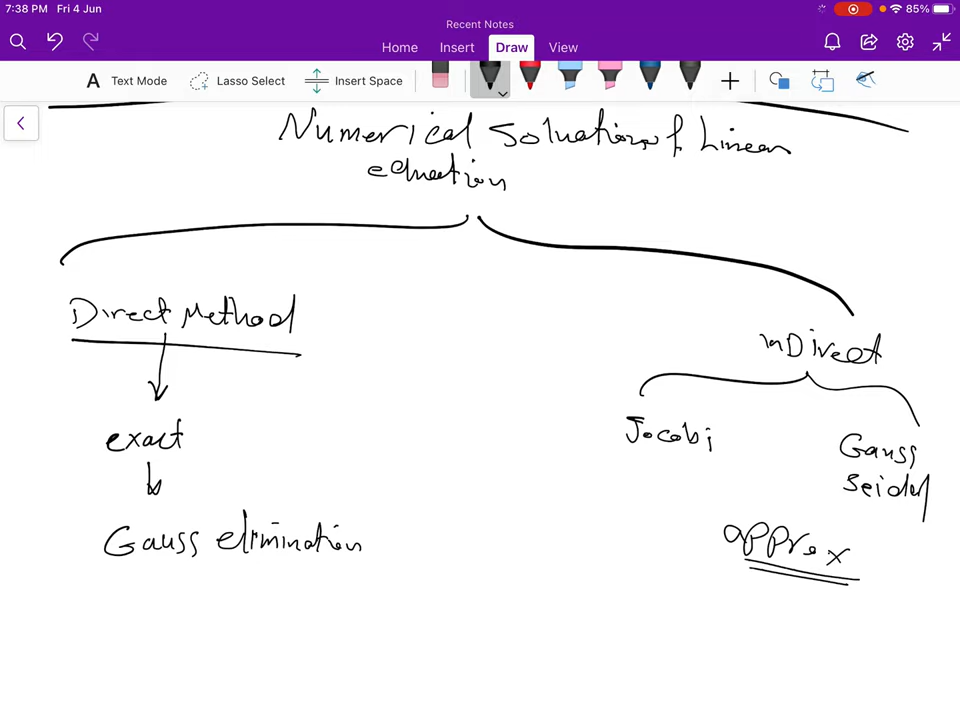 7:38 PM Fri 4 Jun
85%
Recent Notes
Home Insert Draw View
Text Mode Lasso Select Insert Space
Numerical Solution of Linear
equation
Direct Method
inDirect
exact
Jocobi
Gauss
Seidel
Gauss elimination
approx